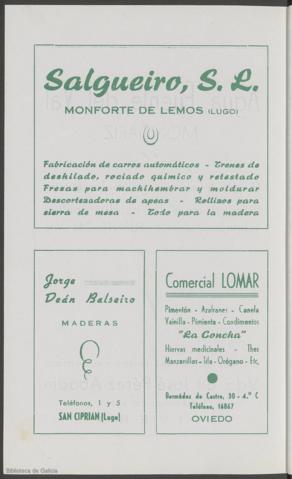 Salgueiro, S. L.
MONFORTE DE LEMOS (LUGO)
Fabricación de carros automáticos - Trenes de
deshilado, rociado químico y retestado
Fresas para machihembrar y moldurar
Descortezadoras de apeas - Rollizos para
sierra de mesa - Todo para la madera
Jorge
Deán Balseiro
MADERAS
Teléfonos, 1 y 5
SAN CIPRIAN (Lugo)
Comercial LOMAR
Pimentón - Azafranes - Canela
Vainilla - Pimienta - Condimentos
"La Concha"
Hiervas medicinales - Thes
Manzanillas - Tila - Orégano - Etc,
Bermúdez de Castro, 30 - 4.º C
Teléfono, 16867
OVIEDO
Biblioteca de Galicia